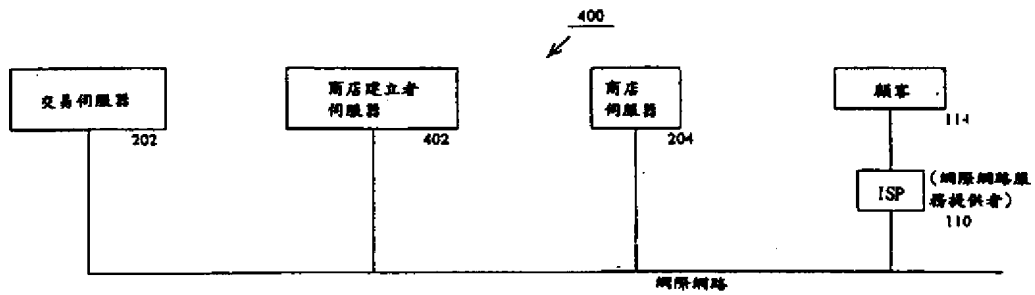 400
交易伺服器
202
商店建立者
伺服器
402
商店
伺服器
204
顧客
114
ISP
(網際網路服
務提供者)
110
網際網路